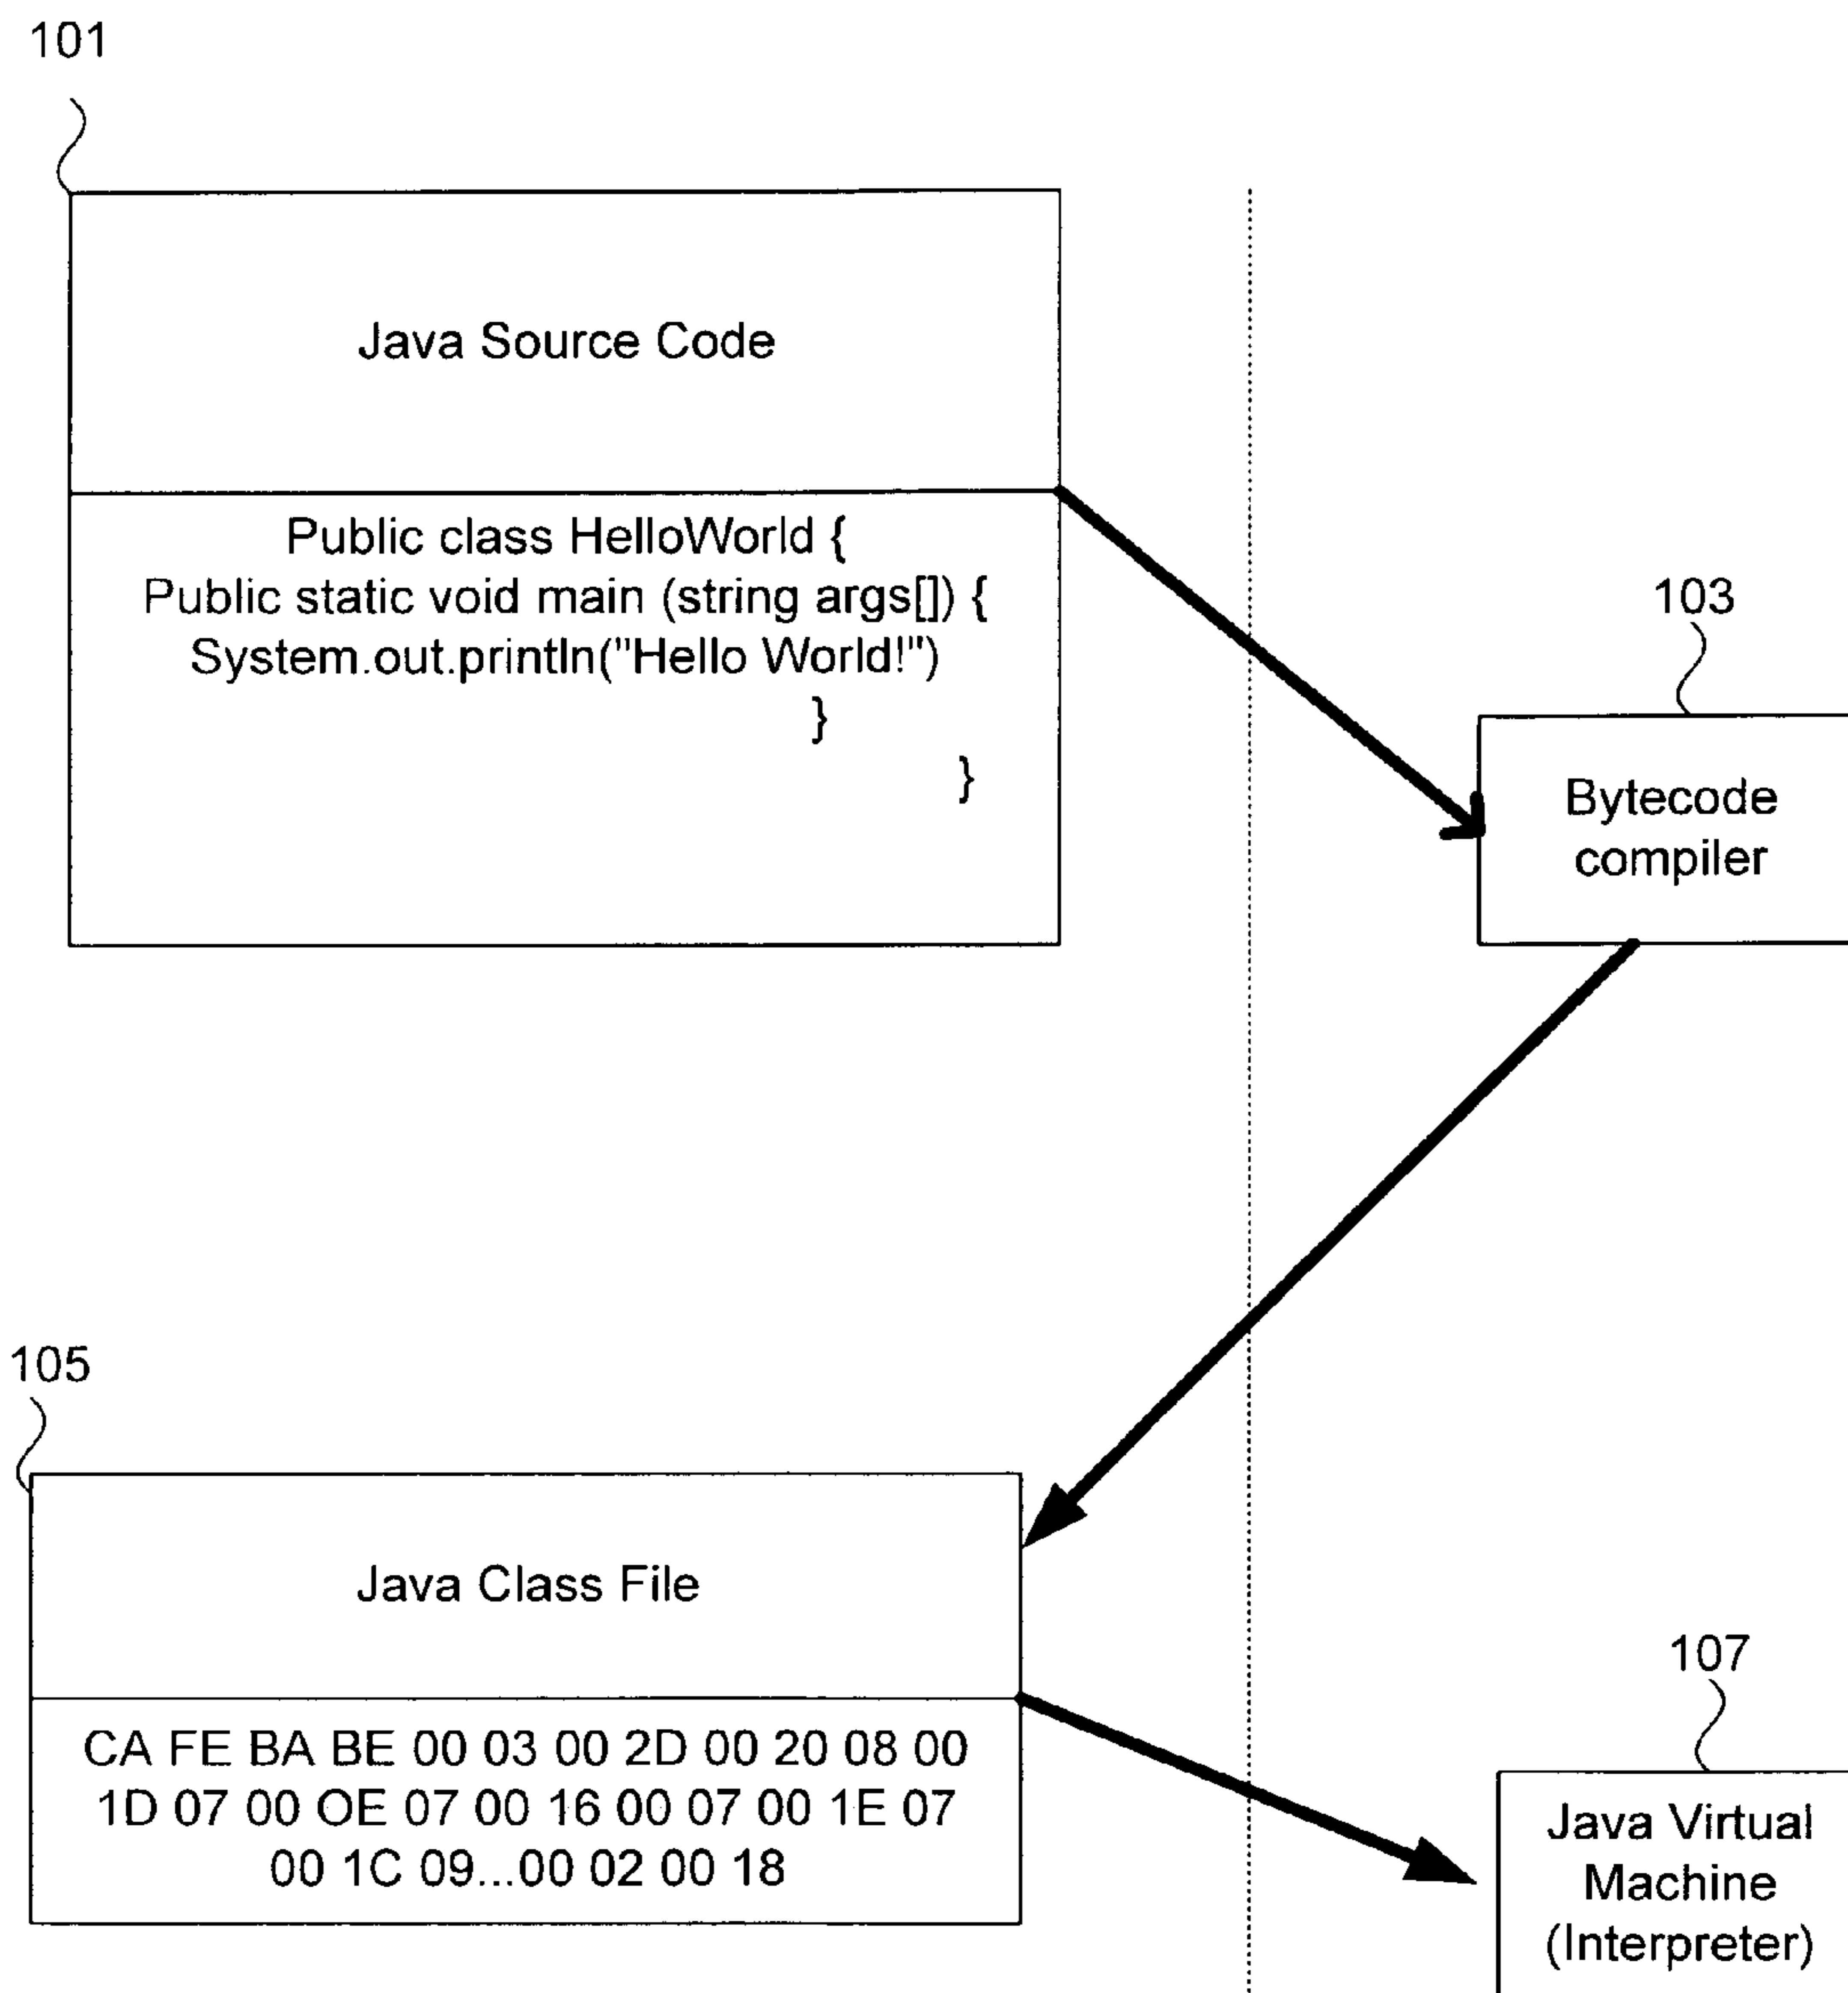 101
Java Source Code
Public class HelloWorld {
Public static void main (string args[]) {
System.out.println("Hello World!")
}
}
103
Bytecode
compiler
105
Java Class File
CA FE BA BE 00 03 00 2D 00 20 08 00
1D 07 00 OE 07 00 16 00 07 00 1E 07
00 1C 09...00 02 00 18
107
Java Virtual
Machine
(Interpreter)